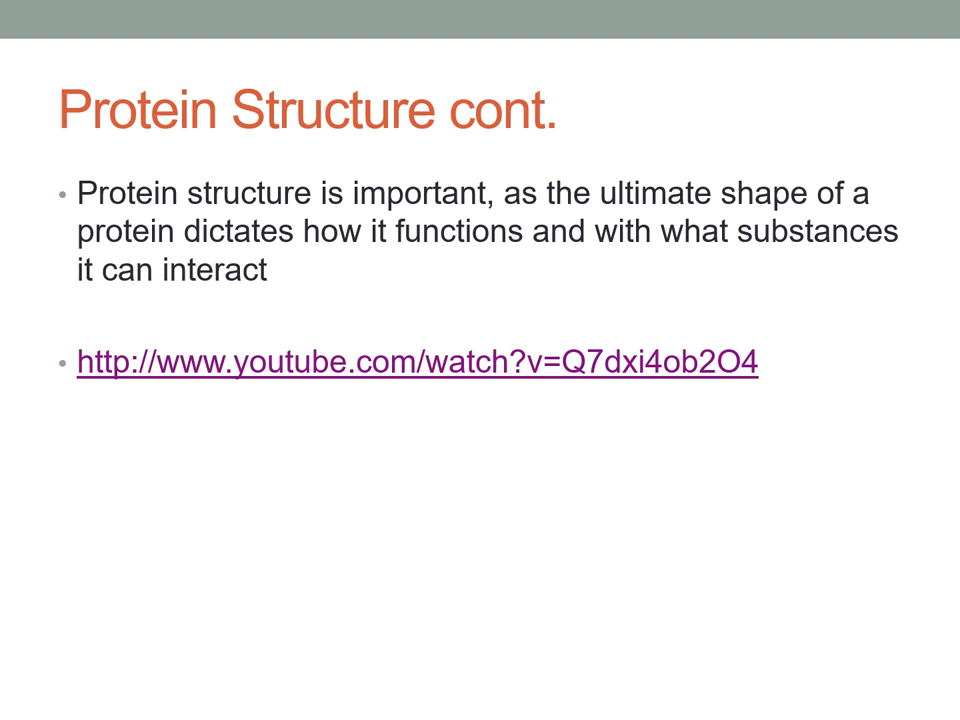 Protein Structure cont.
• Protein structure is important, as the ultimate shape of a
protein dictates how it functions and with what substances
it can interact
• http://www.youtube.com/watch?v=Q7dxi4ob2O4